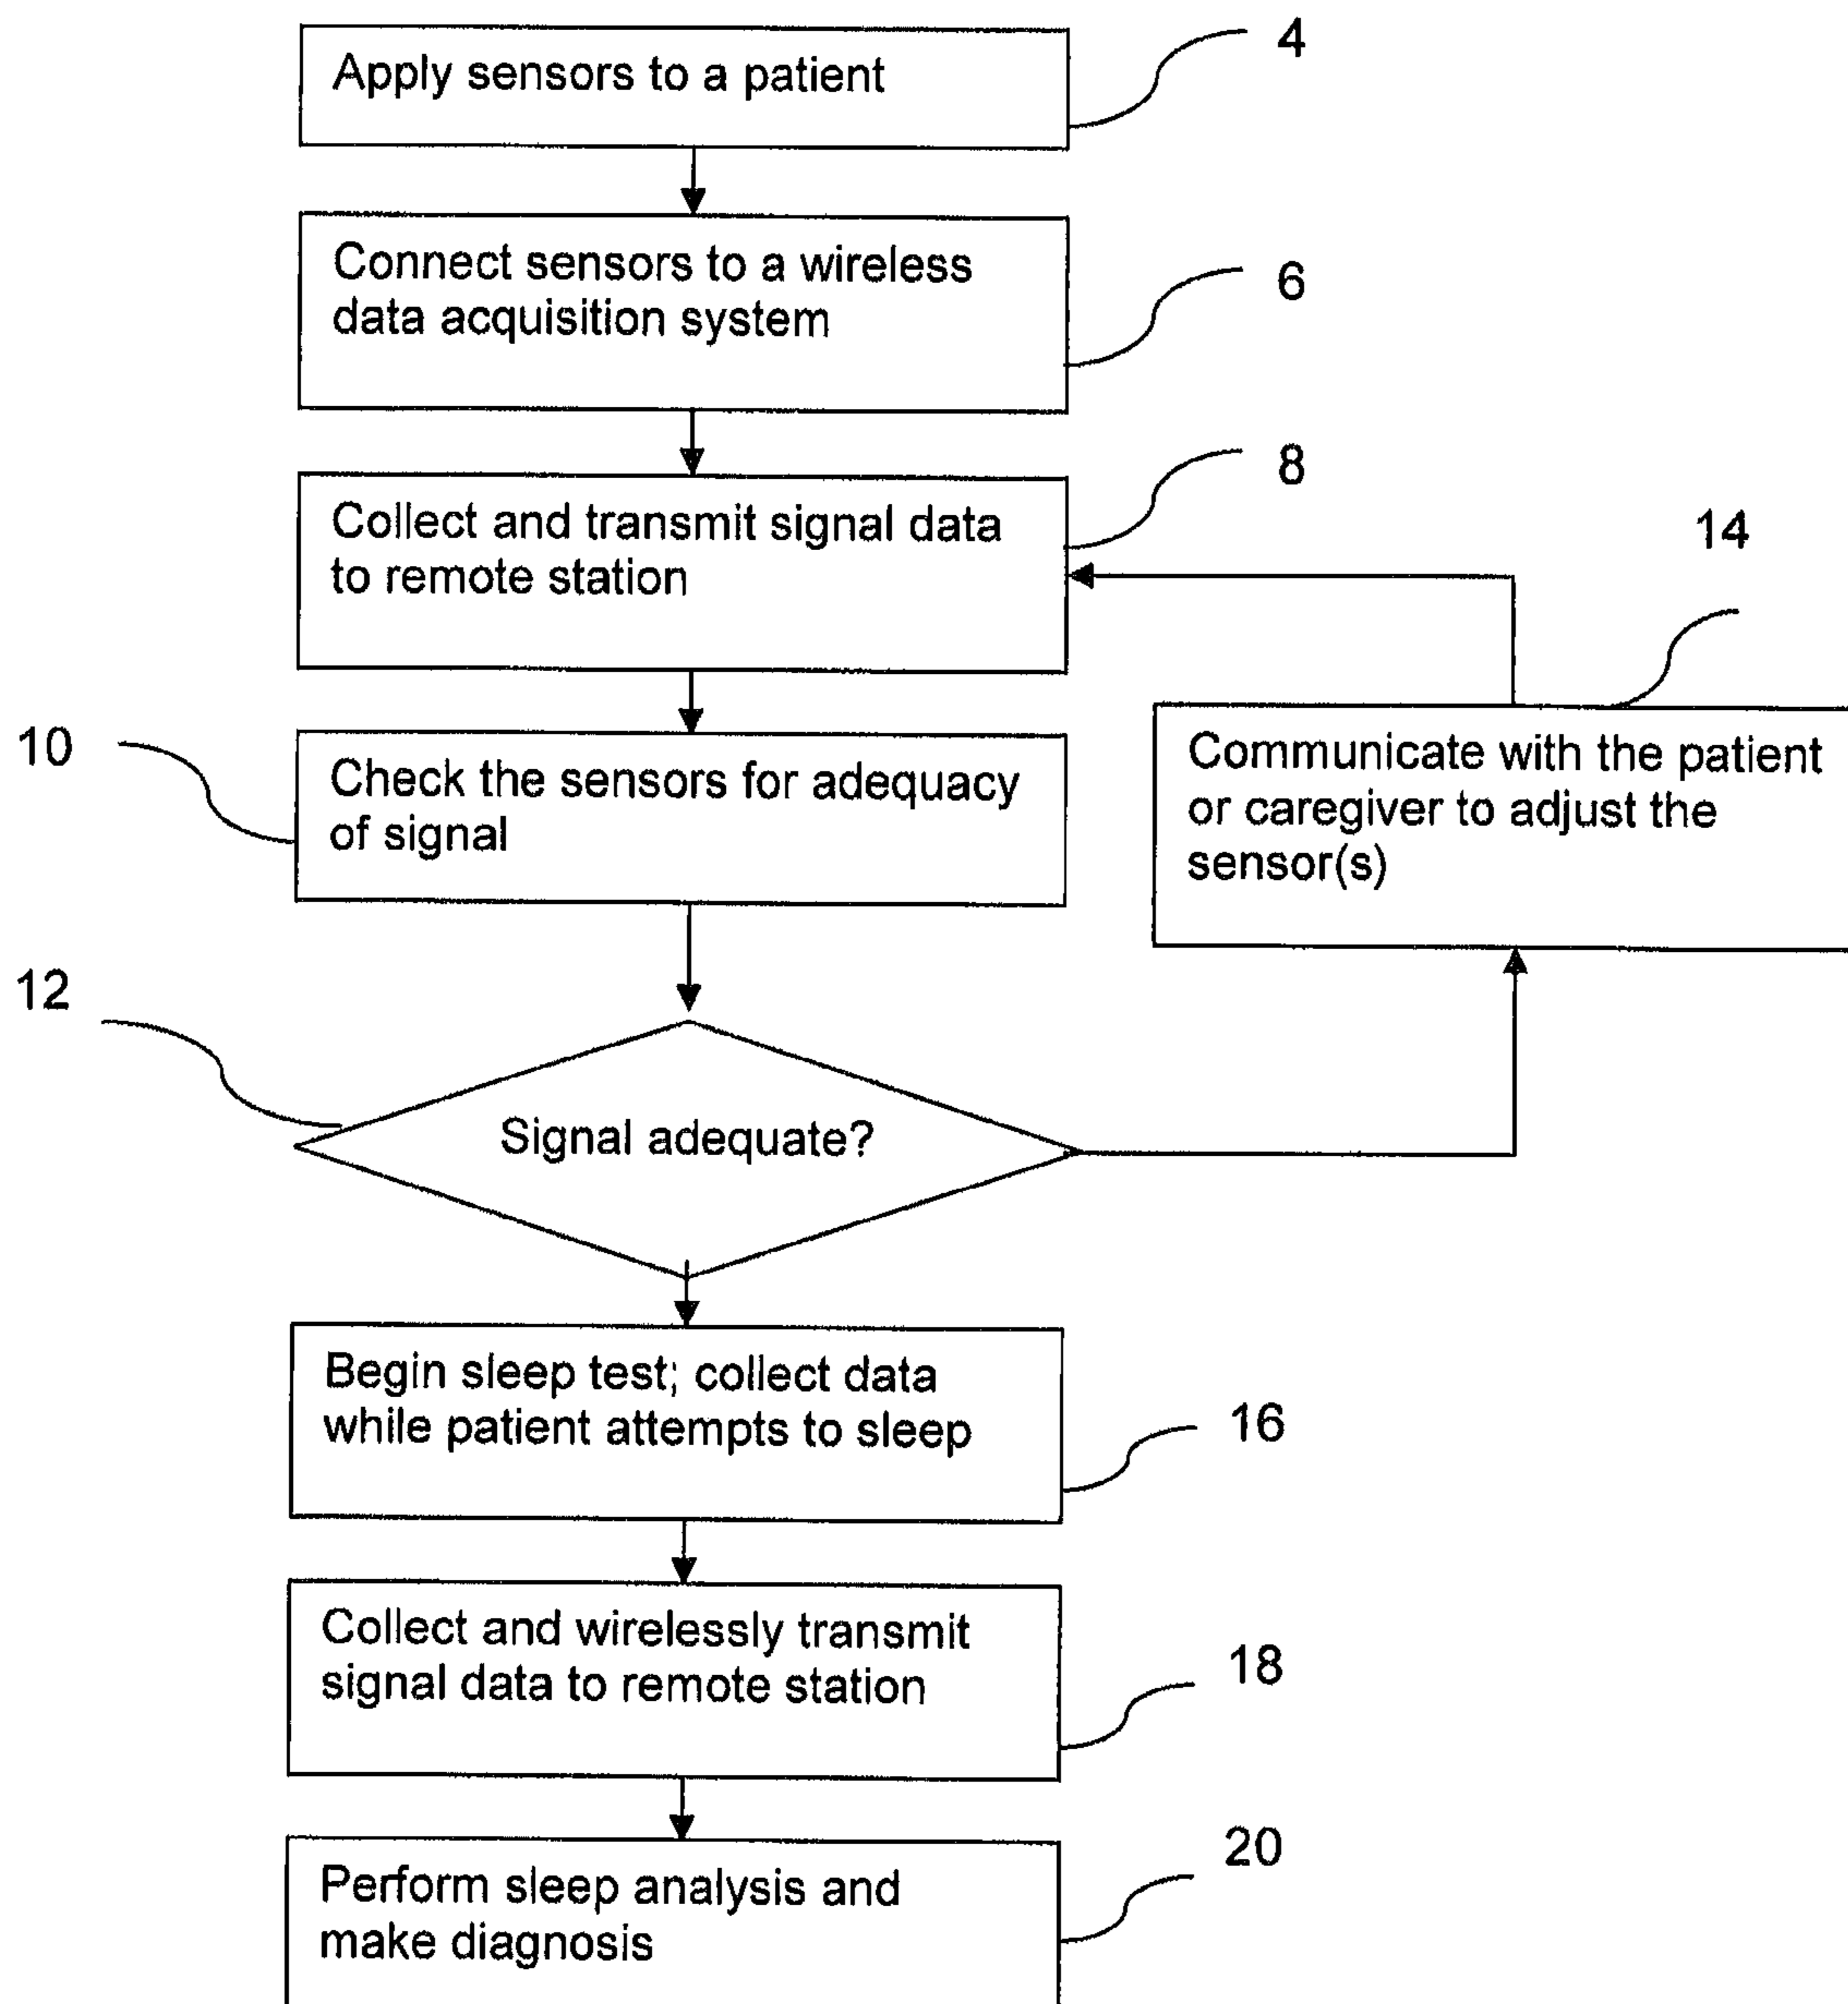 Apply sensors to a patient
4
Connect sensors to a wireless
data acquisition system
6
Collect and transmit signal data
to remote station
8
14
Communicate with the patient
or caregiver to adjust the
sensor(s)
10
Check the sensors for adequacy
of signal
12
Signal adequate?
Begin sleep test; collect data
while patient attempts to sleep
16
Collect and wirelessly transmit
signal data to remote station
18
Perform sleep analysis and
make diagnosis
20